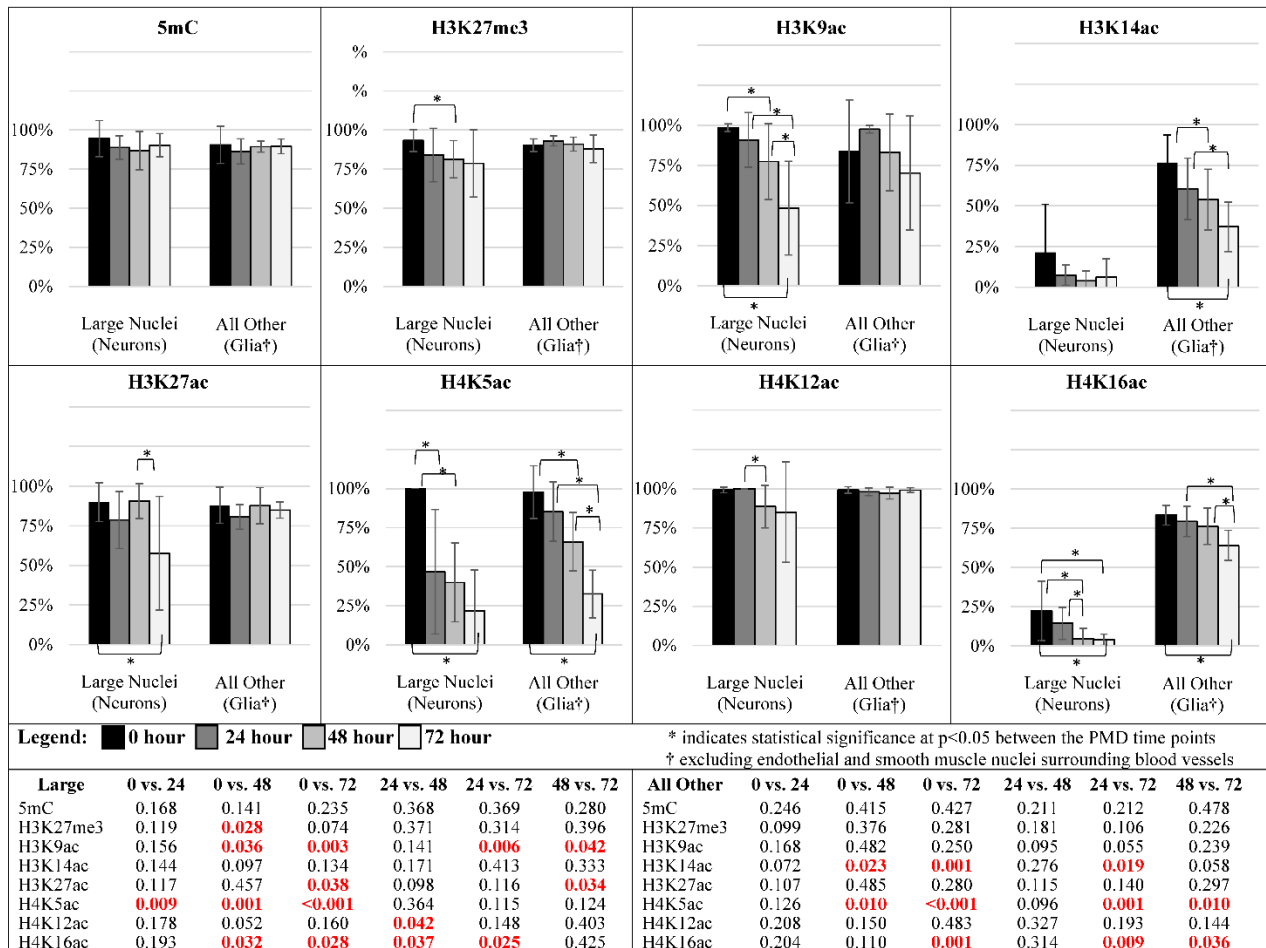 5mC
100%
75%
50%
25%
0%
Large Nuclei
(Neurons)
All Other
(Glia†)
H3K27me3
%
%
100%
75%
50%
25%
0%
*
Large Nuclei
(Neurons)
All Other
(Glia†)
H3K9ac
100%
75%
50%
25%
0%
*
*
*
*
Large Nuclei
(Neurons)
All Other
(Glia†)
H3K14ac
100%
75%
50%
25%
0%
*
*
*
Large Nuclei
(Neurons)
All Other
(Glia†)
H3K27ac
100%
75%
50%
25%
0%
*
*
Large Nuclei
(Neurons)
All Other
(Glia†)
H4K5ac
100%
75%
50%
25%
0%
*
*
*
*
*
*
*
Large Nuclei
(Neurons)
All Other
(Glia†)
H4K12ac
100%
75%
50%
25%
0%
*
Large Nuclei
(Neurons)
All Other
(Glia†)
H4K16ac
100%
75%
50%
25%
0%
*
*
*
*
*
*
*
Large Nuclei
(Neurons)
All Other
(Glia†)
Legend: 0 hour 24 hour 48 hour 72 hour
* indicates statistical significance at p<0.05 between the PMD time points
† excluding endothelial and smooth muscle nuclei surrounding blood vessels
Large 0 vs. 24 0 vs. 48 0 vs. 72 24 vs. 48 24 vs. 72 48 vs. 72
5mC 0.168 0.141 0.235 0.368 0.369 0.280
H3K27me3 0.119 0.028 0.074 0.371 0.314 0.396
H3K9ac 0.156 0.036 0.003 0.141 0.006 0.042
H3K14ac 0.144 0.097 0.134 0.171 0.413 0.333
H3K27ac 0.117 0.457 0.038 0.098 0.116 0.034
H4K5ac 0.009 0.001 <0.001 0.364 0.115 0.124
H4K12ac 0.178 0.052 0.160 0.042 0.148 0.403
H4K16ac 0.193 0.032 0.028 0.037 0.025 0.425
All Other 0 vs. 24 0 vs. 48 0 vs. 72 24 vs. 48 24 vs. 72 48 vs. 72
5mC 0.246 0.415 0.427 0.211 0.212 0.478
H3K27me3 0.099 0.376 0.281 0.181 0.106 0.226
H3K9ac 0.168 0.482 0.250 0.095 0.055 0.239
H3K14ac 0.072 0.023 0.001 0.276 0.019 0.058
H3K27ac 0.107 0.485 0.280 0.115 0.140 0.297
H4K5ac 0.126 0.010 <0.001 0.096 0.001 0.010
H4K12ac 0.208 0.150 0.483 0.327 0.193 0.144
H4K16ac 0.204 0.110 0.001 0.314 0.009 0.036